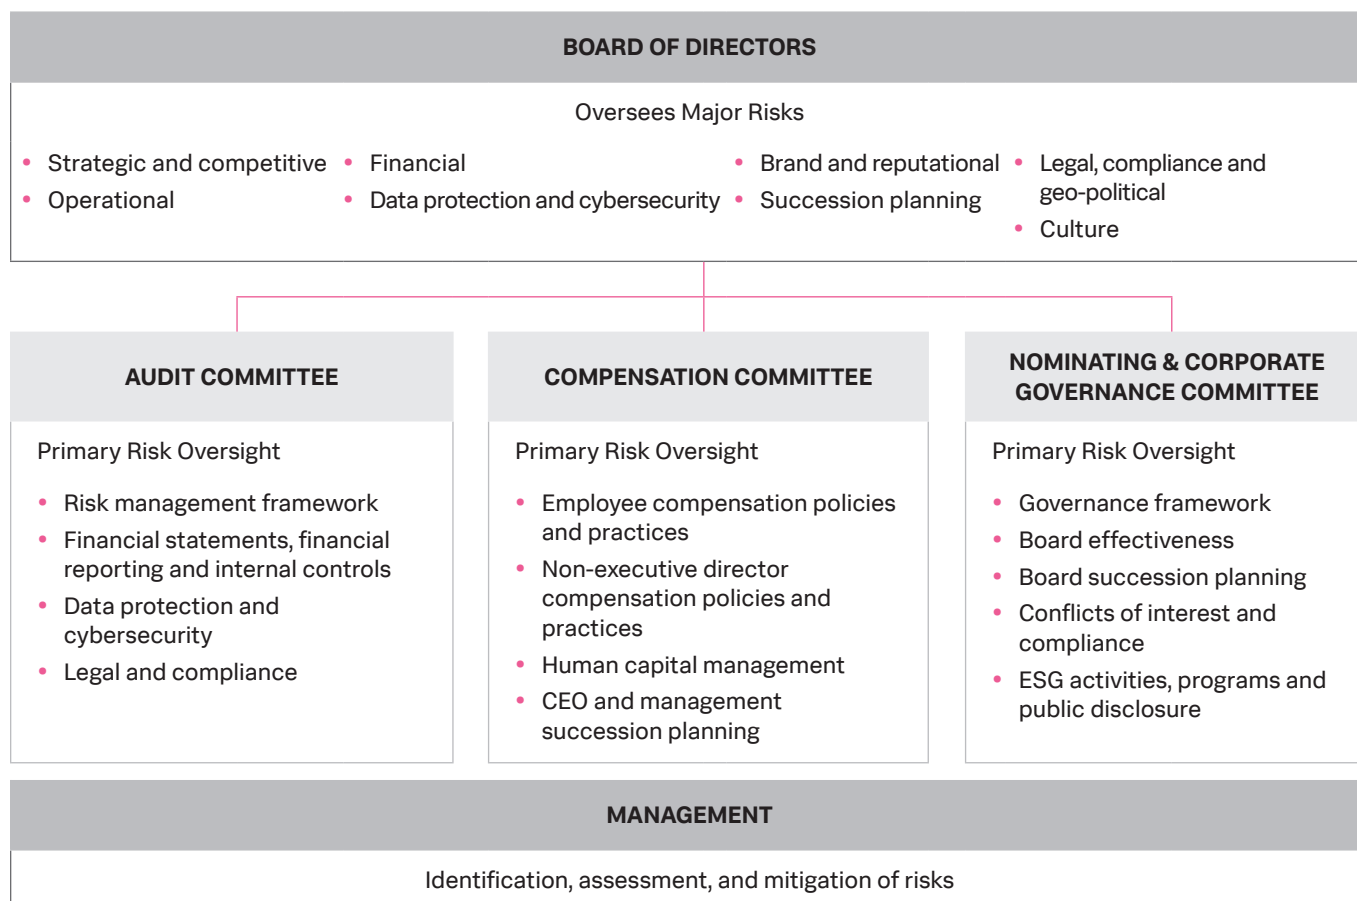 BOARD OF DIRECTORS
Oversees Major Risks
• Strategic and competitive
• Operational
• Financial
• Data protection and cybersecurity
• Brand and reputational
• Succession planning
• Legal, compliance and
geo-political
• Culture
AUDIT COMMITTEE
Primary Risk Oversight
• Risk management framework
• Financial statements, financial
reporting and internal controls
• Data protection and
cybersecurity
• Legal and compliance
COMPENSATION COMMITTEE
Primary Risk Oversight
• Employee compensation policies
and practices
• Non-executive director
compensation policies and
practices
• Human capital management
• CEO and management
succession planning
NOMINATING & CORPORATE
GOVERNANCE COMMITTEE
Primary Risk Oversight
• Governance framework
• Board effectiveness
• Board succession planning
• Conflicts of interest and
compliance
• ESG activities, programs and
public disclosure
MANAGEMENT
Identification, assessment, and mitigation of risks